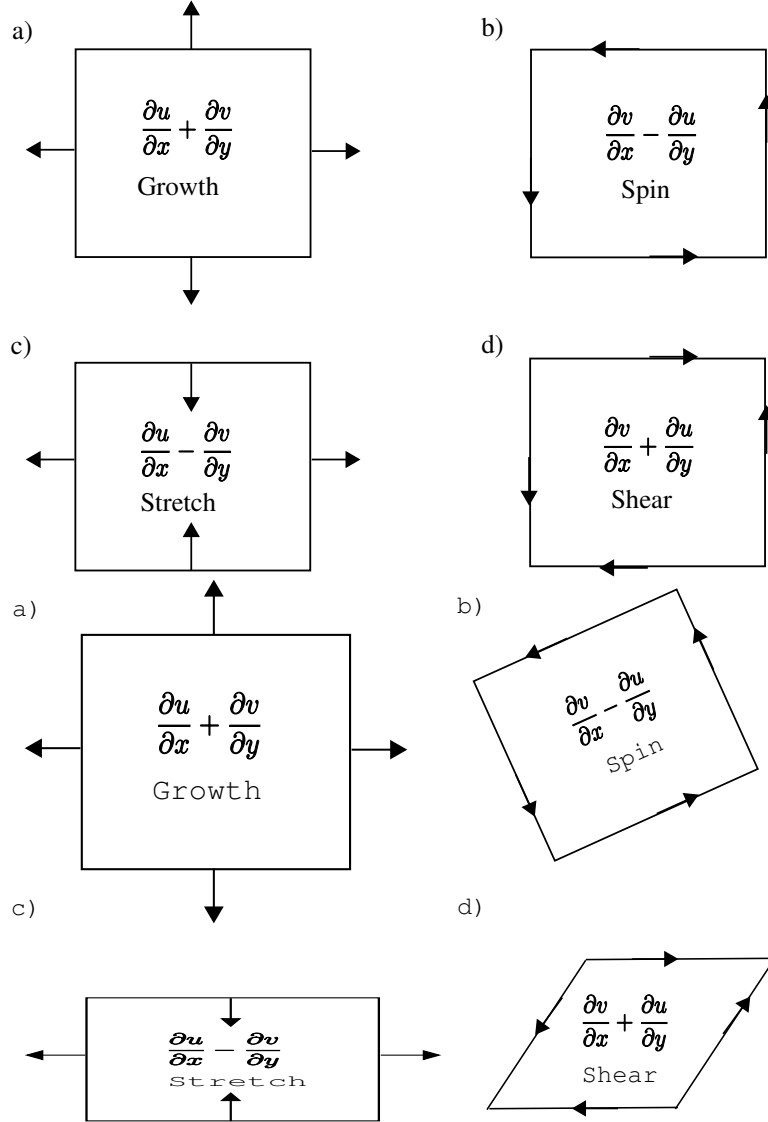 a)
∂u/∂x + ∂v/∂y
Growth
b)
∂v/∂x − ∂u/∂y
Spin
c)
∂u/∂x − ∂v/∂y
Stretch
d)
∂v/∂x + ∂u/∂y
Shear
a)
∂u/∂x + ∂v/∂y
Growth
b)
∂v/∂x − ∂u/∂y
Spin
c)
∂u/∂x − ∂v/∂y
Stretch
d)
∂v/∂x + ∂u/∂y
Shear